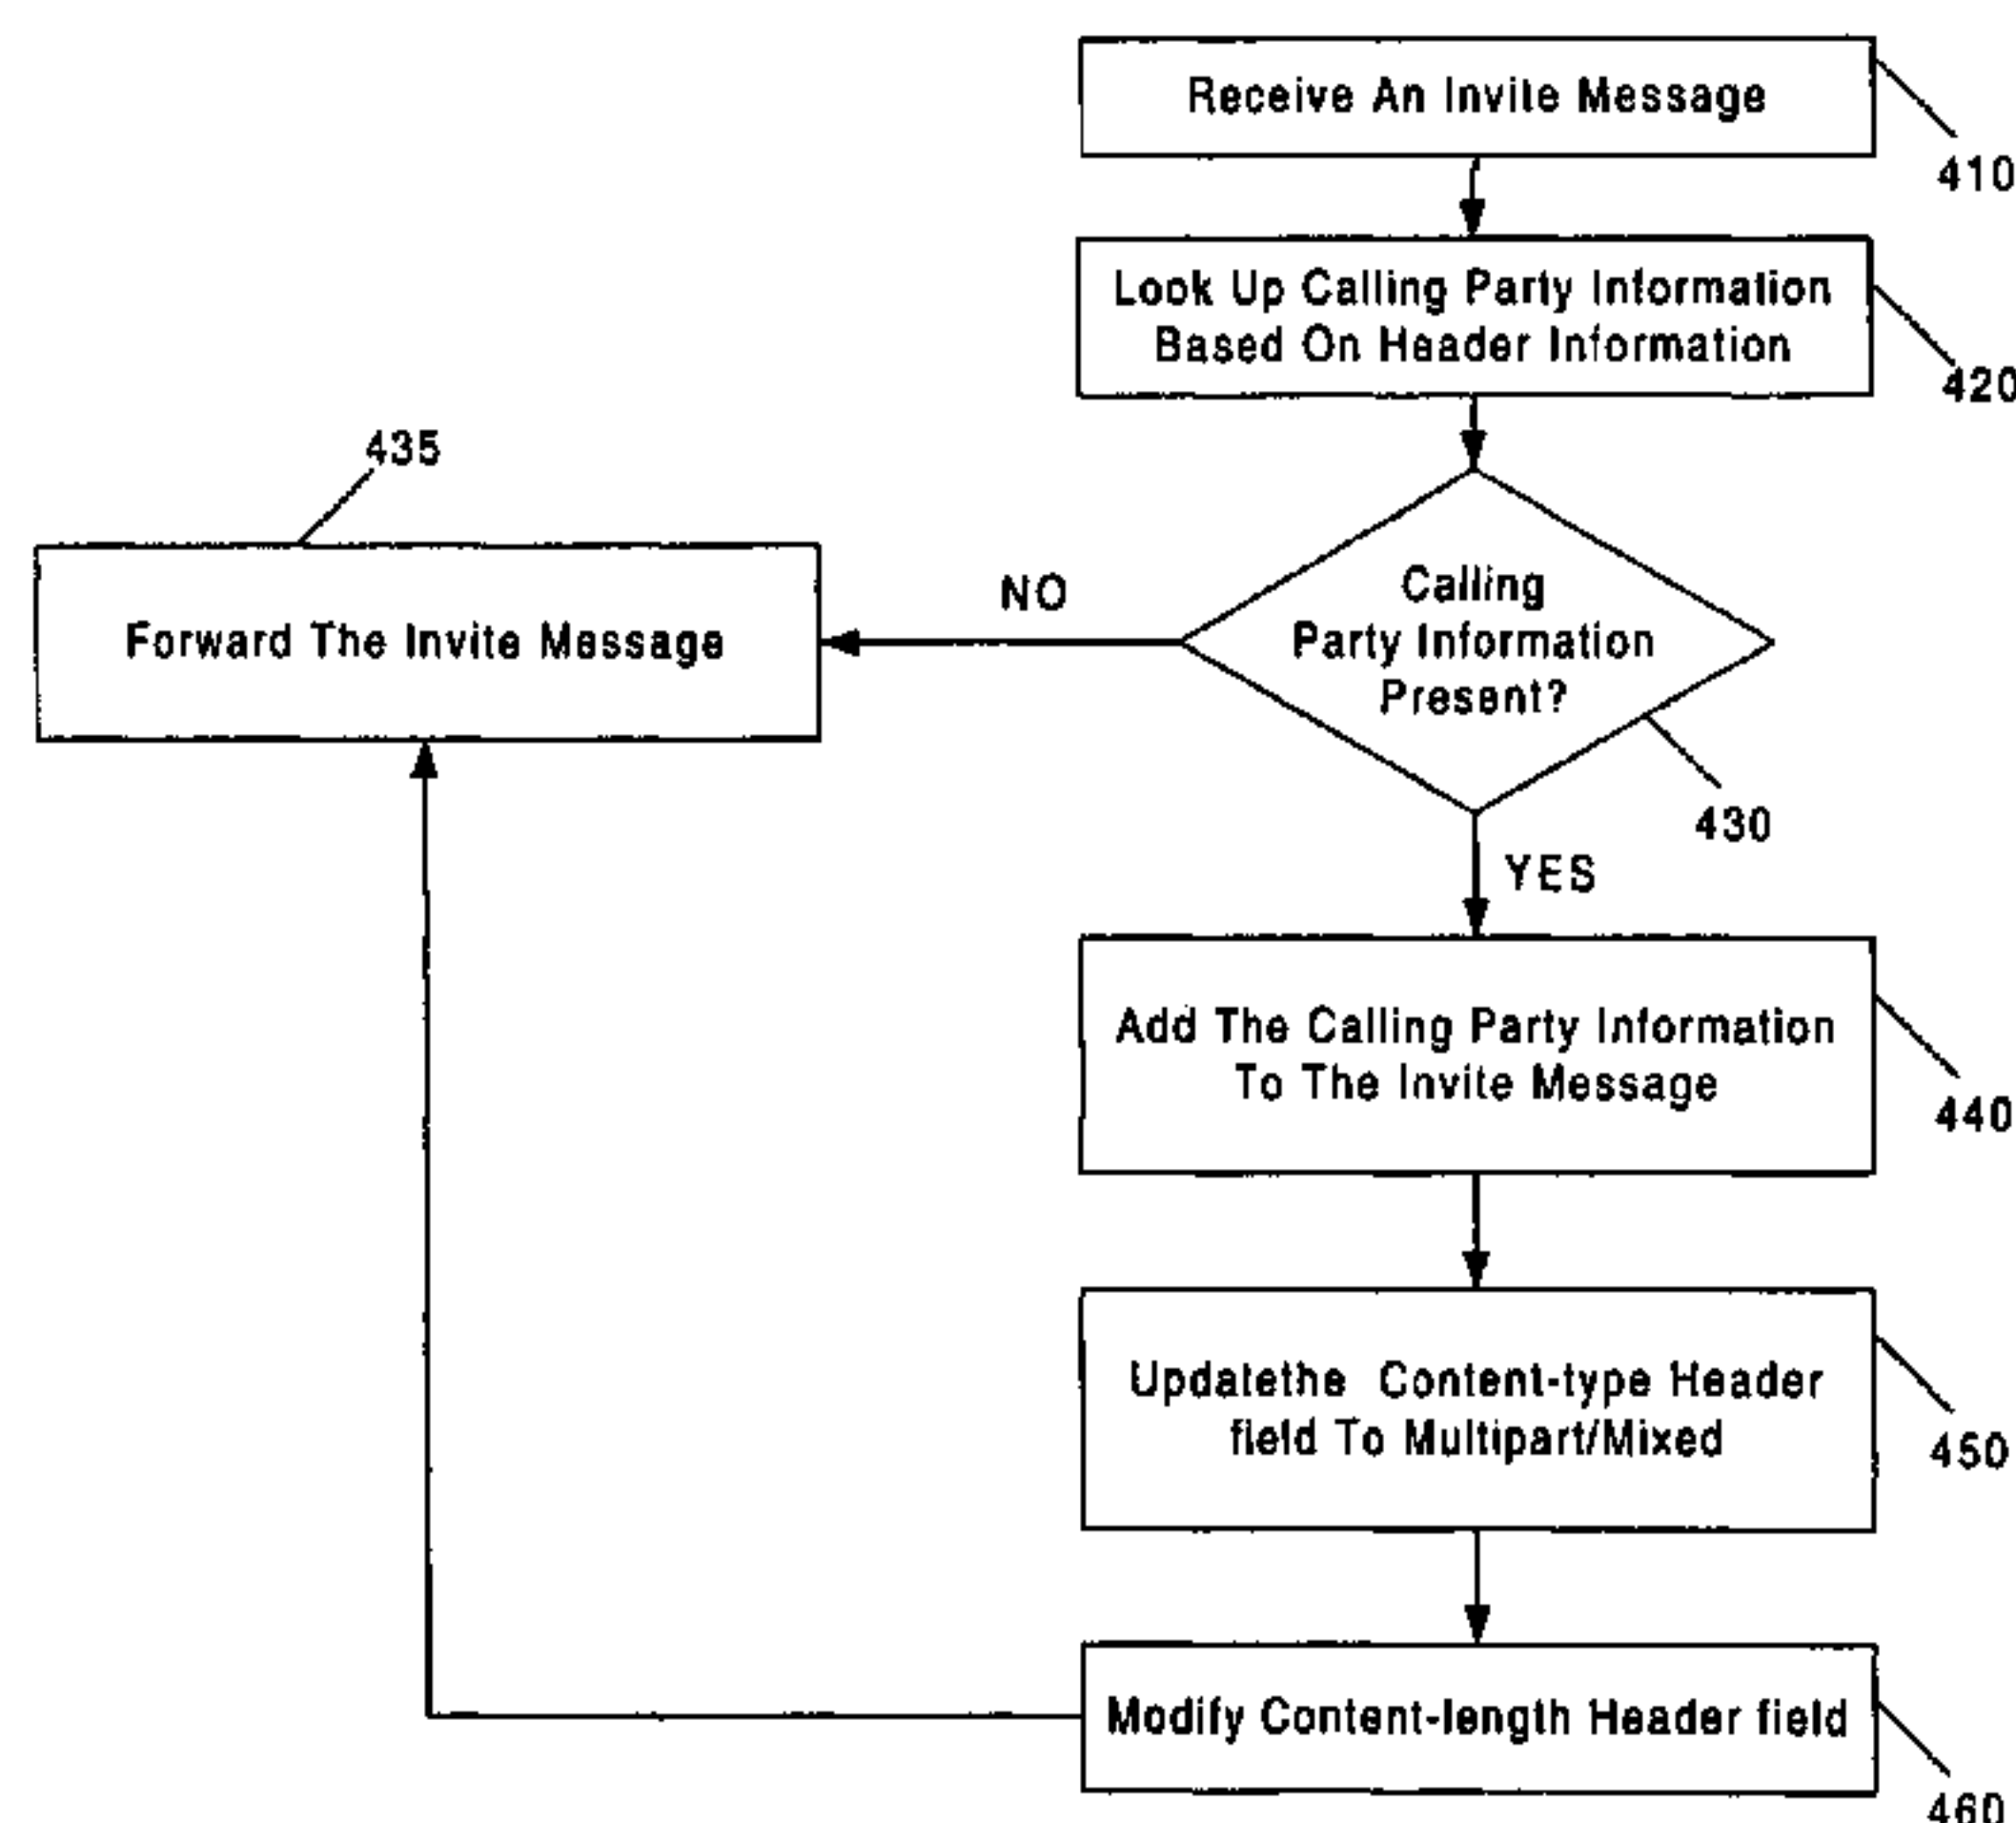 Receive An Invite Message
410
Look Up Calling Party Information
Based On Header Information
420
435
Forward The Invite Message
NO
Calling
Party Information
Present?
430
YES
Add The Calling Party Information
To The Invite Message
440
Updatethe Content-type Header
field To Multipart/Mixed
450
Modify Content-length Header field
460